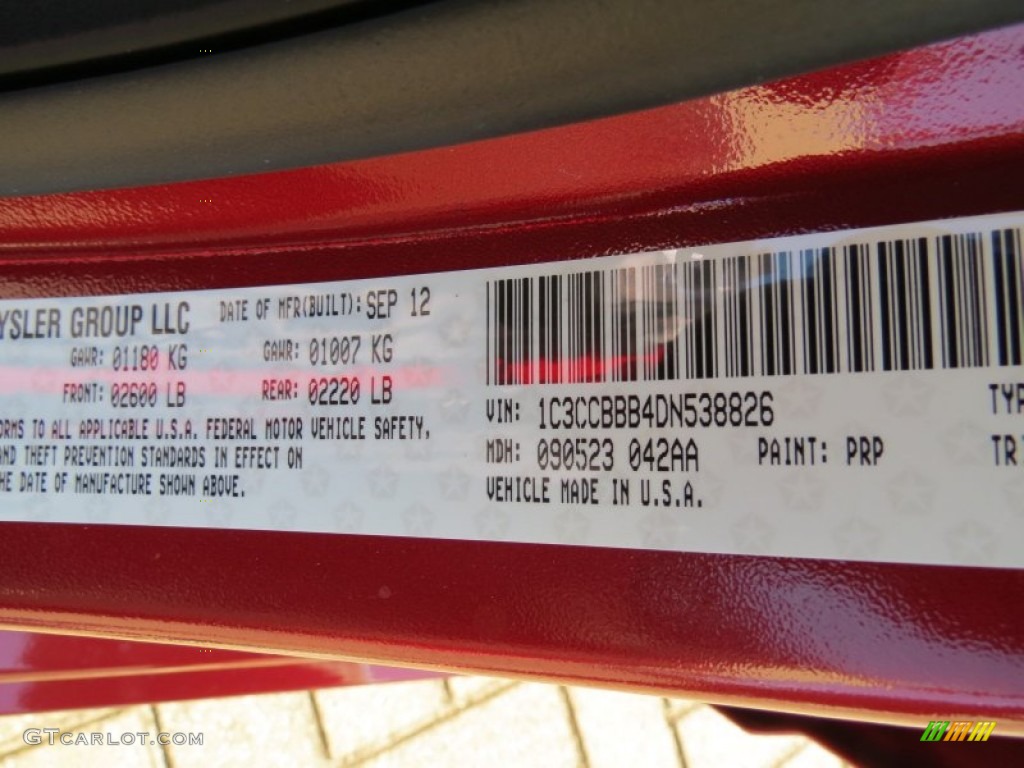 YSLER GROUP LLC DATE OF MFR(BUILT): SEP 12
GAWR: 01180 KG GAWR: 01007 KG
FRONT: 02600 LB REAR: 02220 LB
ORMS TO ALL APPLICABLE U.S.A. FEDERAL MOTOR VEHICLE SAFETY,
AND THEFT PREVENTION STANDARDS IN EFFECT ON
HE DATE OF MANUFACTURE SHOWN ABOVE.
VIN: 1C3CCBBB4DN538826 TYP
MDH: 090523 042AA PAINT: PRP TR
VEHICLE MADE IN U.S.A.
GTCARLOT.COM